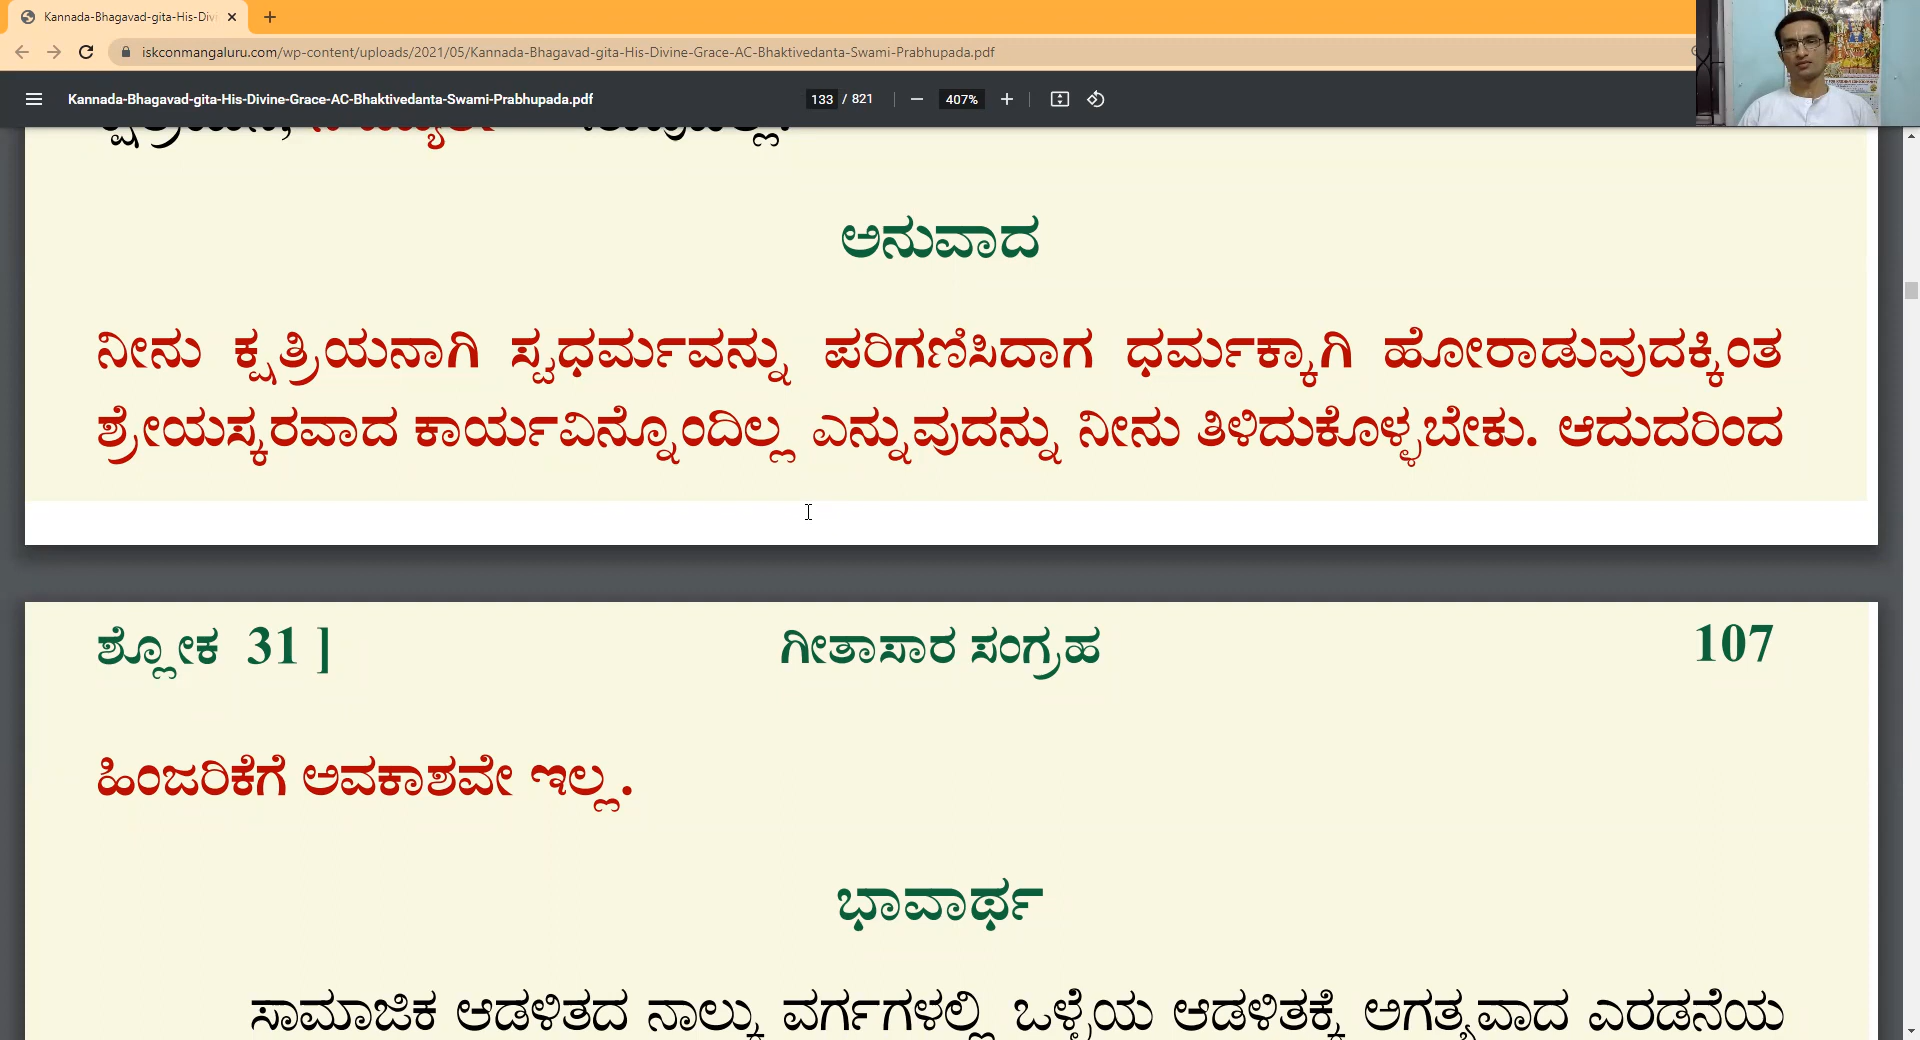 Kannada-Bhagavad-gita-His-Div
iskconmangaluru.com/wp-content/uploads/2021/05/Kannada-Bhagavad-gita-His-Divine-Grace-AC-Bhaktivedanta-Swami-Prabhupada.pdf
Kannada-Bhagavad-gita-His-Divine-Grace-AC-Bhaktivedanta-Swami-Prabhupada.pdf 133 / 821 407%
ಅನುವಾದ
ನೀನು ಕ್ಷತ್ರಿಯನಾಗಿ ಸ್ವಧರ್ಮವನ್ನು ಪರಿಗಣಿಸಿದಾಗ ಧರ್ಮಕ್ಕಾಗಿ ಹೋರಾಡುವುದಕ್ಕಿಂತ
ಶ್ರೇಯಸ್ಕರವಾದ ಕಾರ್ಯವಿನ್ನೊಂದಿಲ್ಲ ಎನ್ನುವುದನ್ನು ನೀನು ತಿಳಿದುಕೊಳ್ಳಬೇಕು. ಆದುದರಿಂದ
ಶ್ಲೋಕ 31 ] ಗೀತಾಸಾರ ಸಂಗ್ರಹ 107
ಹಿಂಜರಿಕೆಗೆ ಅವಕಾಶವೇ ಇಲ್ಲ.
ಭಾವಾರ್ಥ
ಸಾಮಾಜಿಕ ಆಡಳಿತದ ನಾಲ್ಕು ವರ್ಗಗಳಲ್ಲಿ ಒಳ್ಳೆಯ ಆಡಳಿತಕ್ಕೆ ಅಗತ್ಯವಾದ ಎರಡನೆಯ